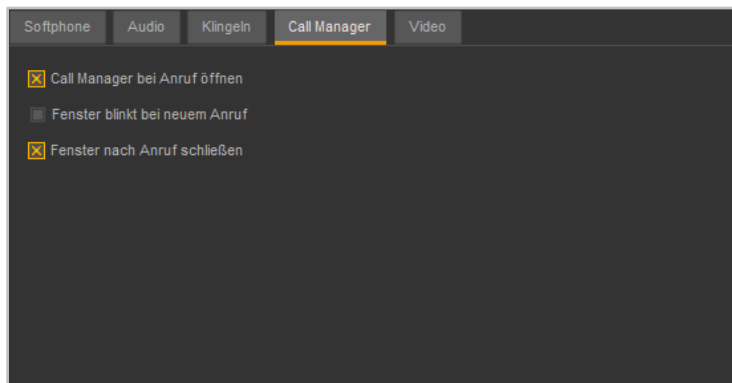 Softphone Audio Klingeln Call Manager Video
Call Manager bei Anruf öffnen
Fenster blinkt bei neuem Anruf
Fenster nach Anruf schließen